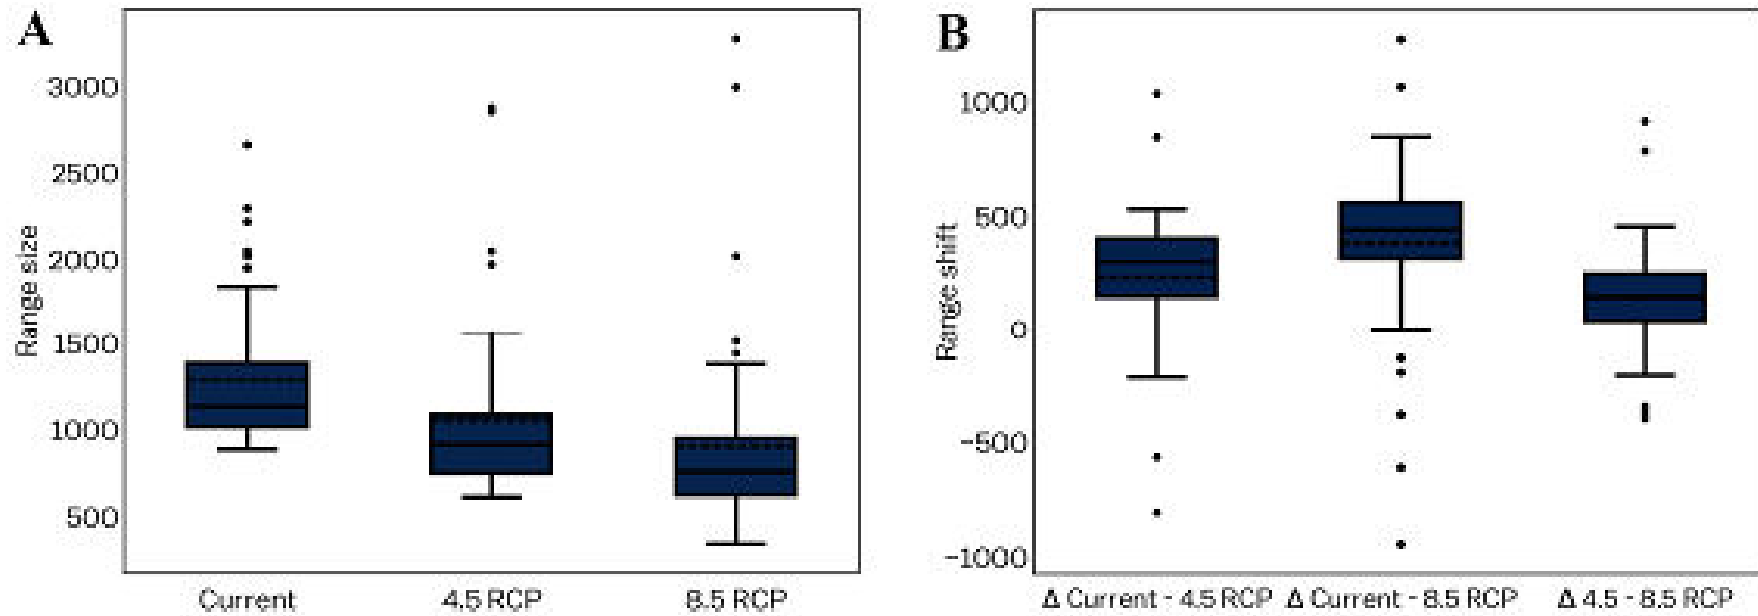 A
Range size
3000
2500
2000
1500
1000
500
Current
4.5 RCP
8.5 RCP
B
Range shift
1000
500
0
-500
-1000
Δ Current - 4.5 RCP
Δ Current - 8.5 RCP
Δ 4.5 - 8.5 RCP